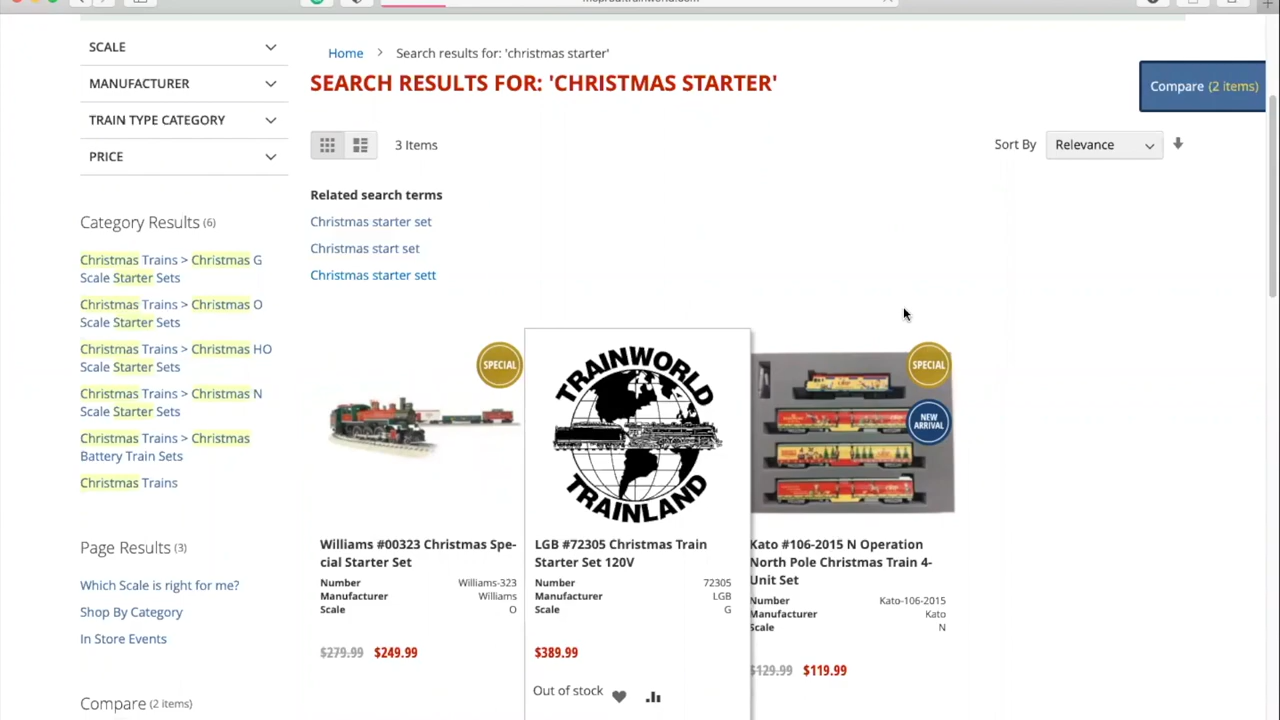 SCALE
MANUFACTURER
TRAIN TYPE CATEGORY
PRICE
Category Results (6)
Christmas Trains > Christmas G
Scale Starter Sets
Christmas Trains > Christmas O
Scale Starter Sets
Christmas Trains > Christmas HO
Scale Starter Sets
Christmas Trains > Christmas N
Scale Starter Sets
Christmas Trains > Christmas
Battery Train Sets
Christmas Trains
Page Results (3)
Which Scale is right for me?
Shop By Category
In Store Events
Compare (2 items)
Home > Search results for: 'christmas starter'
SEARCH RESULTS FOR: 'CHRISTMAS STARTER'
Compare (2 items)
3 Items
Sort By Relevance
Related search terms
Christmas starter set
Christmas start set
Christmas starter sett
SPECIAL
Williams #00323 Christmas Spe-
cial Starter Set
Number Williams-323
Manufacturer Williams
Scale O
$279.99 $249.99
TRAINWORLD
TRAINLAND
LGB #72305 Christmas Train
Starter Set 120V
Number 72305
Manufacturer LGB
Scale G
$389.99
Out of stock
SPECIAL
NEW
ARRIVAL
Kato #106-2015 N Operation
North Pole Christmas Train 4-
Unit Set
Number Kato-106-2015
Manufacturer Kato
Scale N
$129.99 $119.99